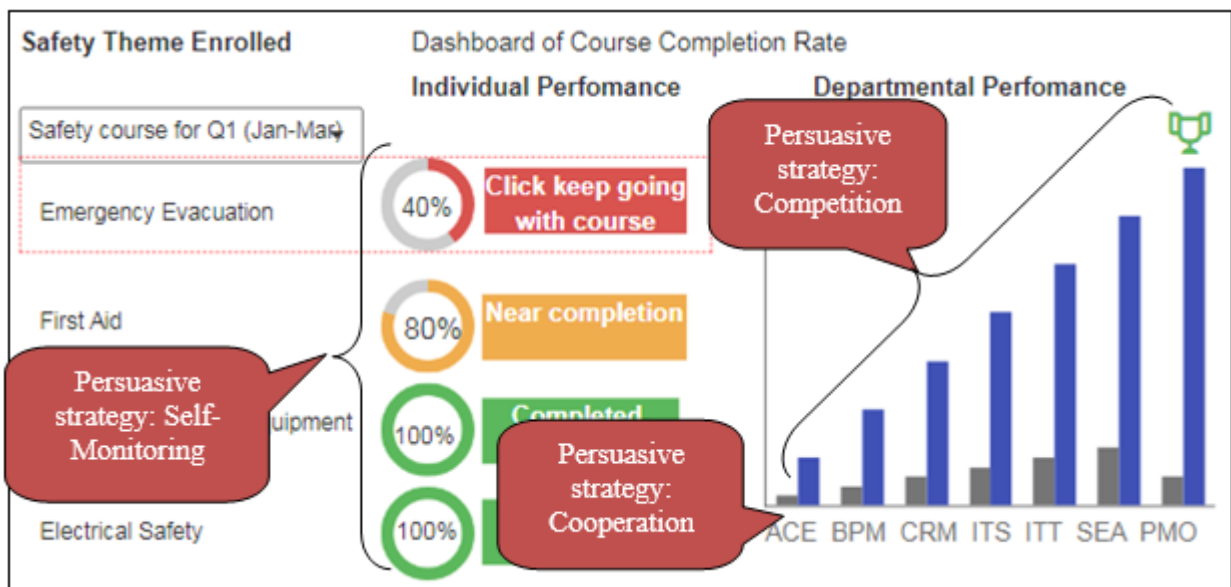 Safety Theme Enrolled
Dashboard of Course Completion Rate
Individual Perfomance
Departmental Perfomance
Safety course for Q1 (Jan-Mar)
Emergency Evacuation
40%
Click keep going
with course
Persuasive
strategy:
Competition
First Aid
80%
Near completion
Persuasive
strategy: Self-
Monitoring
uipment
100%
Completed
Persuasive
strategy:
Cooperation
Electrical Safety
100%
ACE BPM CRM ITS ITT SEA PMO